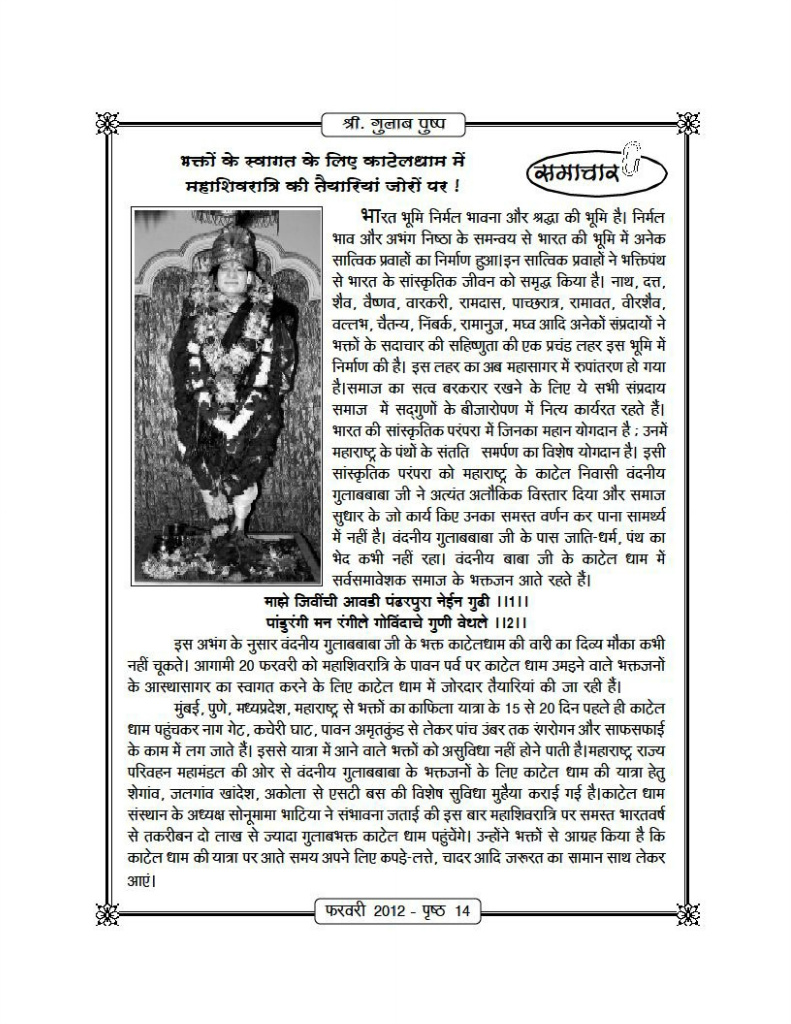 श्री. गुलाब पुष्प
भक्तों के स्वागत के लिए काटेलधाम में
महाशिवरात्रि की तैयारियां जोरों पर !
समाचार
भारत भूमि निर्मल भावना और श्रद्धा की भूमि है। निर्मल
भाव और अभंग निष्ठा के समन्वय से भारत की भूमि में अनेक
सात्विक प्रवाहों का निर्माण हुआ।इन सात्विक प्रवाहों ने भक्तिपंथ
से भारत के सांस्कृतिक जीवन को समृद्ध किया है। नाथ, दत्त,
शैव, वैष्णव, वारकरी, रामदास, पाच्छरात्र, रामावत, वीरशैव,
वल्लभ, चैतन्य, निंबर्क, रामानुज, मघ्व आदि अनेकों संप्रदायों ने
भक्तों के सदाचार की सहिष्णुता की एक प्रचंड लहर इस भूमि में
निर्माण की है। इस लहर का अब महासागर में रुपांतरण हो गया
है।समाज का सत्व बरकरार रखने के लिए ये सभी संप्रदाय
समाज में सद्गुणों के बीजारोपण में नित्य कार्यरत रहते हैं।
भारत की सांस्कृतिक परंपरा में जिनका महान योगदान है ; उनमें
महाराष्ट्र के पंथों के संतति समर्पण का विशेष योगदान है। इसी
सांस्कृतिक परंपरा को महाराष्ट्र के काटेल निवासी वंदनीय
गुलाबबाबा जी ने अत्यंत अलौकिक विस्तार दिया और समाज
सुधार के जो कार्य किए उनका समस्त वर्णन कर पाना सामर्थ्य
में नहीं है। वंदनीय गुलाबबाबा जी के पास जाति-धर्म, पंथ का
भेद कभी नहीं रहा। वंदनीय बाबा जी के काटेल धाम में
सर्वसमावेशक समाज के भक्तजन आते रहते हैं।
माझे जिवींची आवडी पंढरपुरा नेईन गुढी ।।1।।
पांडुरंगी मन रंगीले गोविंदाचे गुणी वेधले ।।2।।
इस अभंग के नुसार वंदनीय गुलाबबाबा जी के भक्त काटेलधाम की वारी का दिव्य मौका कभी
नहीं चूकते। आगामी 20 फरवरी को महाशिवरात्रि के पावन पर्व पर काटेल धाम उमड़ने वाले भक्तजनों
के आस्थासागर का स्वागत करने के लिए काटेल धाम में जोरदार तैयारियां की जा रही हैं।
मुंबई, पुणे, मध्यप्रदेश, महाराष्ट्र से भक्तों का काफिला यात्रा के 15 से 20 दिन पहले ही काटेल
धाम पहुंचकर नाग गेट, कचेरी घाट, पावन अमृतकुंड से लेकर पांच उंबर तक रंगरोगन और साफसफाई
के काम में लग जाते हैं। इससे यात्रा में आने वाले भक्तों को असुविधा नहीं होने पाती है।महाराष्ट्र राज्य
परिवहन महामंडल की ओर से वंदनीय गुलाबबाबा के भक्तजनों के लिए काटेल धाम की यात्रा हेतु
शेगांव, जलगांव खांदेश, अकोला से एसटी बस की विशेष सुविधा मुहैया कराई गई है।काटेल धाम
संस्थान के अध्यक्ष सोनूमामा भाटिया ने संभावना जताई की इस बार महाशिवरात्रि पर समस्त भारतवर्ष
से तकरीबन दो लाख से ज्यादा गुलाबभक्त काटेल धाम पहुंचेंगे। उन्होंने भक्तों से आग्रह किया है कि
काटेल धाम की यात्रा पर आते समय अपने लिए कपड़े-लत्ते, चादर आदि जरूरत का सामान साथ लेकर
आएं।
फरवरी 2012 - पृष्ठ 14